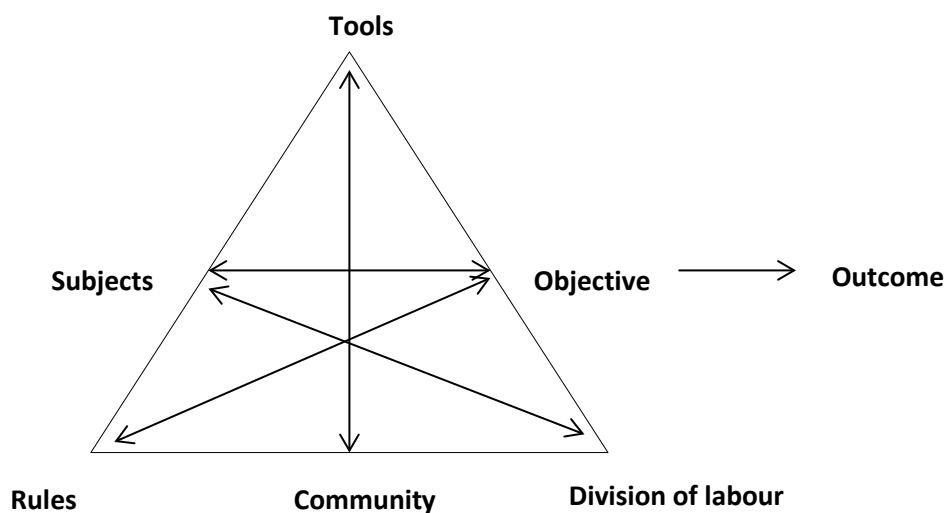 Tools
Subjects
Objective
Outcome
Rules
Community
Division of labour